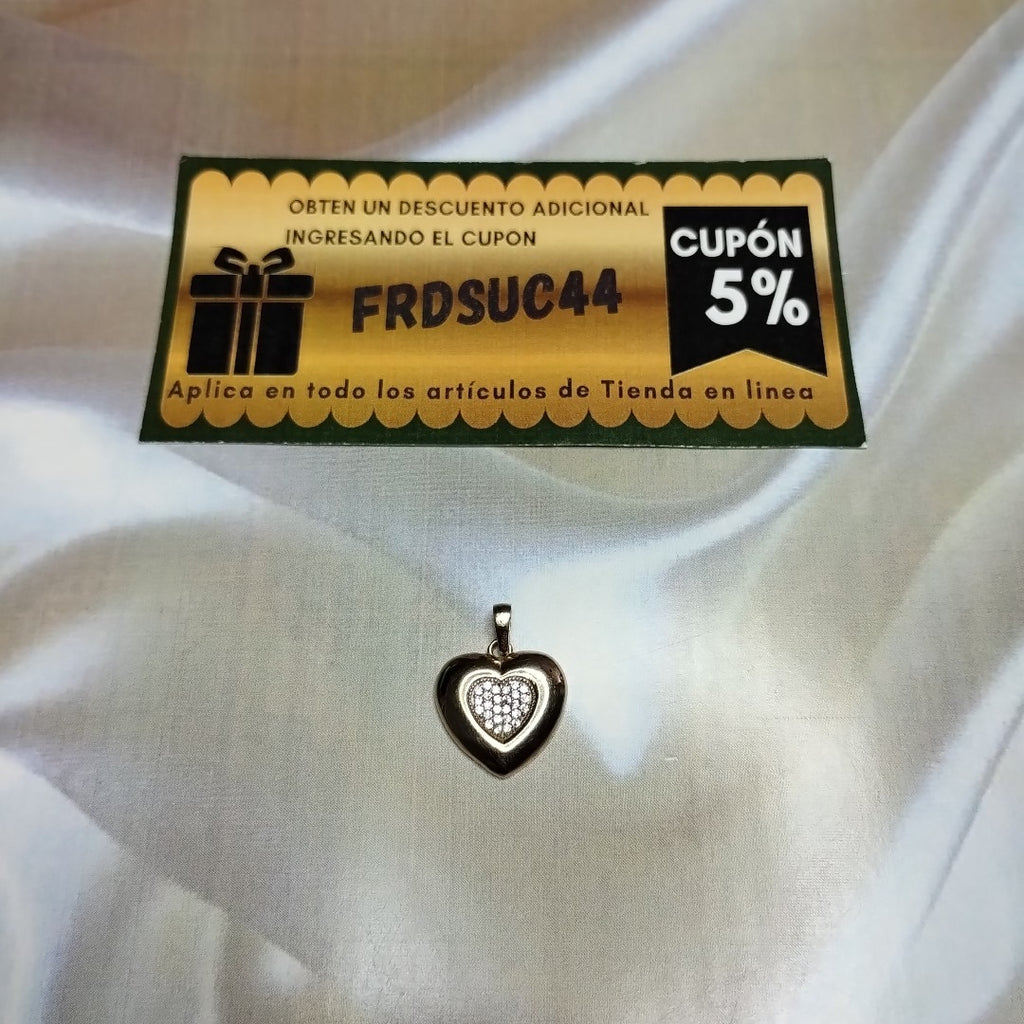 OBTEN UN DESCUENTO ADICIONAL
INGRESANDO EL CUPON
FRDSUC44
CUPÓN
5%
Aplica en todo los artículos de Tienda en linea